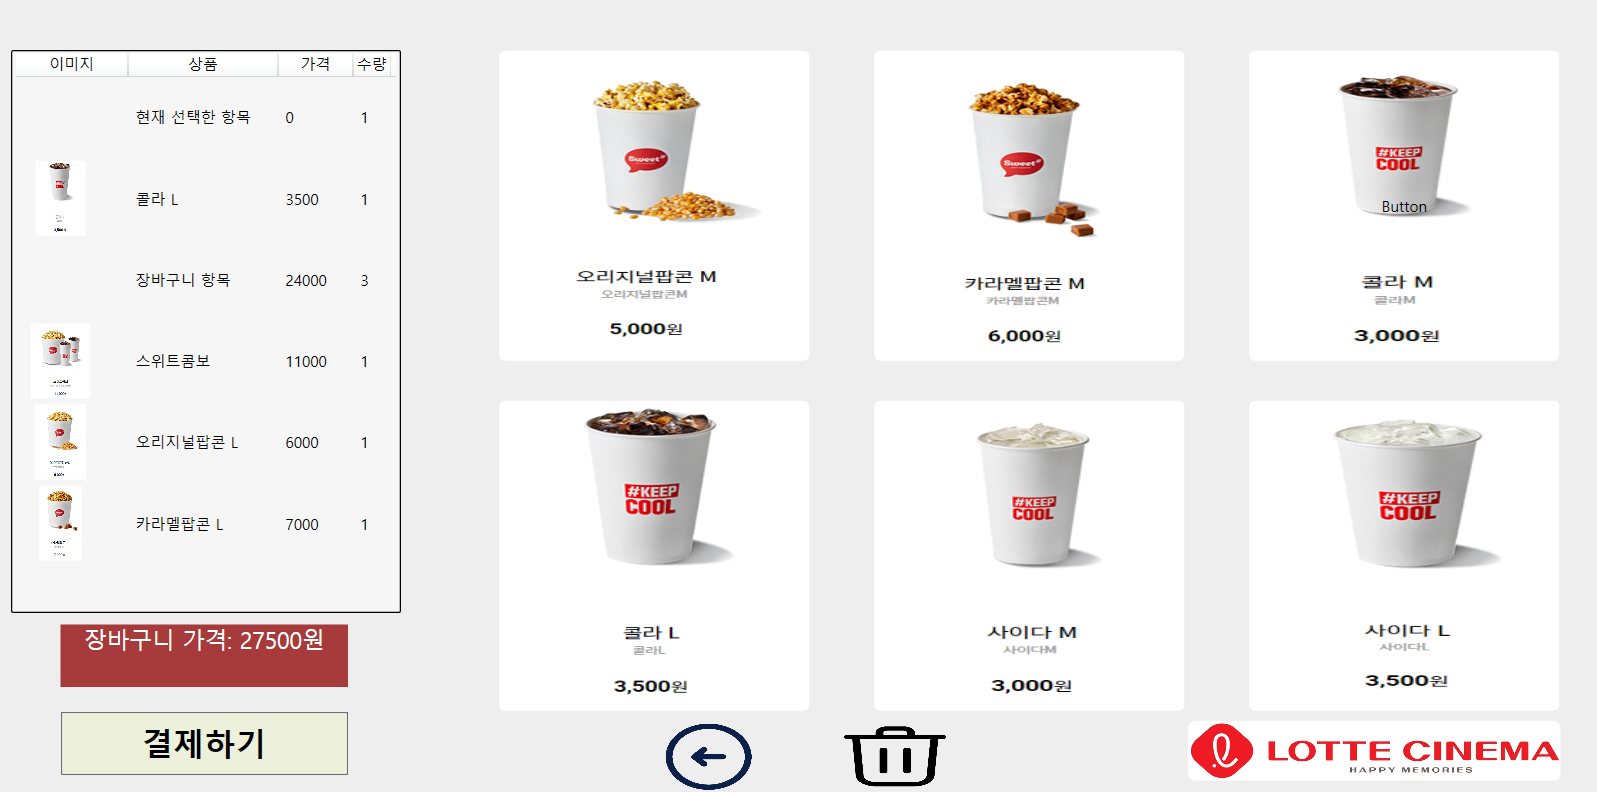 이미지 상품 가격 수량
현재 선택한 항목 0 1
콜라 L 3500 1
장바구니 항목 24000 3
스위트콤보 11000 1
오리지널팝콘 L 6000 1
카라멜팝콘 L 7000 1
장바구니 가격: 27500원
결제하기
Sweet
오리지널팝콘 M
오리지널팝콘M
5,000원
Sweet
카라멜팝콘 M
카라멜팝콘M
6,000원
#KEEP
COOL
Button
콜라 M
콜라M
3,000원
#KEEP
COOL
콜라 L
콜라L
3,500원
#KEEP
COOL
사이다 M
사이다M
3,000원
#KEEP
COOL
사이다 L
사이다L
3,500원
LOTTE CINEMA
HAPPY MEMORIES